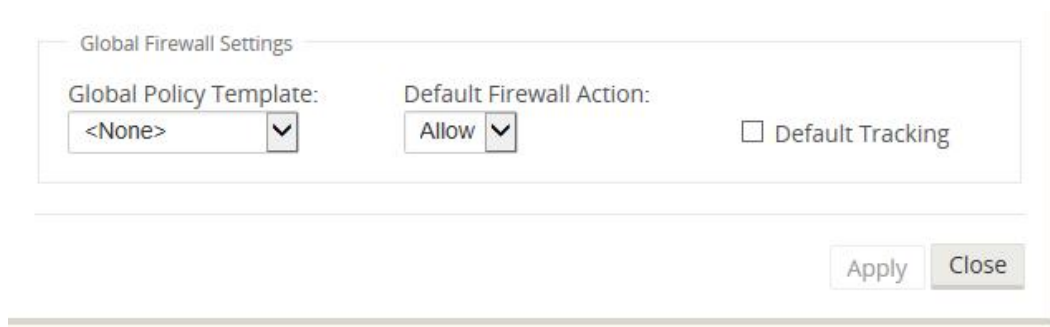 Global Firewall Settings
Global Policy Template: Default Firewall Action:
<None> Allow Default Tracking
Apply Close